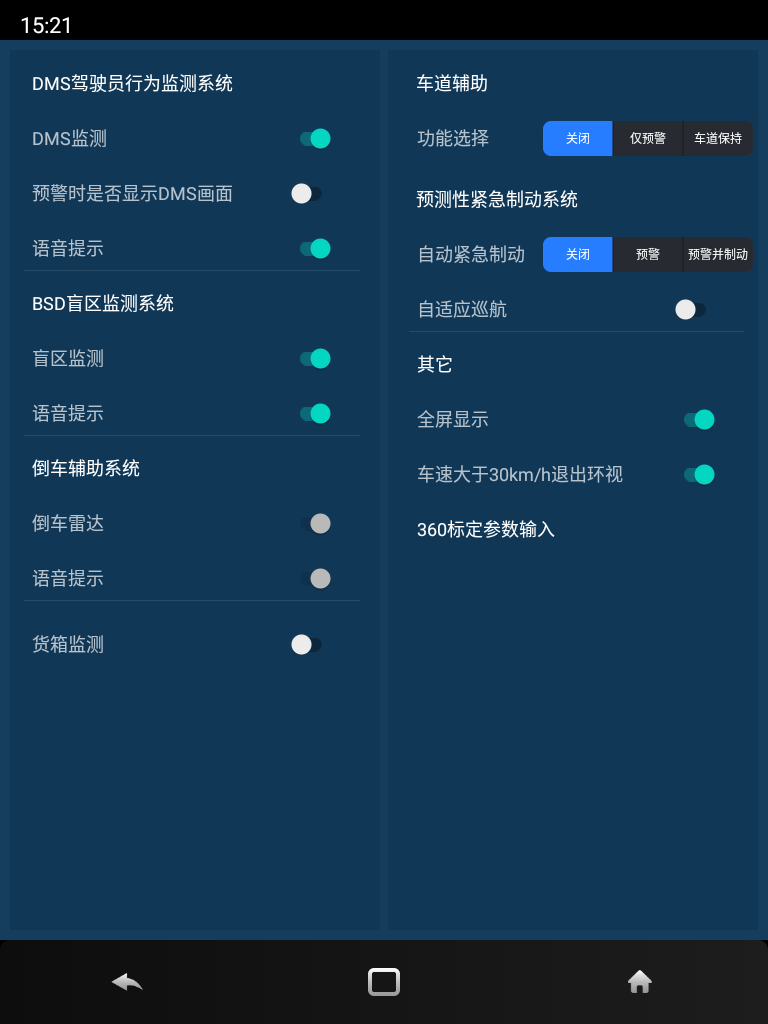 15:21
DMS驾驶员行为监测系统
DMS监测
预警时是否显示DMS画面
语音提示
BSD盲区监测系统
盲区监测
语音提示
倒车辅助系统
倒车雷达
语音提示
货箱监测
车道辅助
功能选择 关闭 仅预警 车道保持
预测性紧急制动系统
自动紧急制动 关闭 预警 预警并制动
自适应巡航
其它
全屏显示
车速大于30km/h退出环视
360标定参数输入